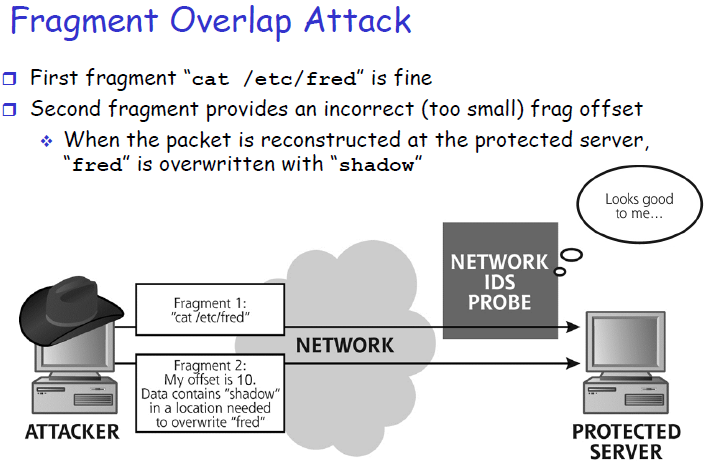 Fragment Overlap Attack
First fragment “cat /etc/fred” is fine
Second fragment provides an incorrect (too small) frag offset
When the packet is reconstructed at the protected server,
“fred” is overwritten with “shadow”
Looks good
to me...
NETWORK
IDS
PROBE
Fragment 1:
"cat /etc/fred"
NETWORK
Fragment 2:
My offset is 10.
Data contains "shadow"
in a location needed
to overwrite "fred"
ATTACKER
PROTECTED
SERVER